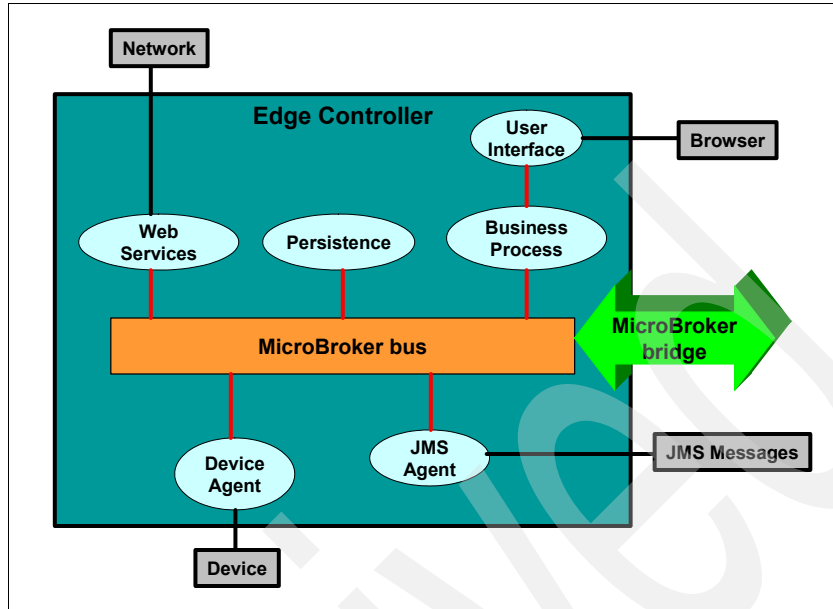 Network
Edge Controller
User
Interface
Browser
Web
Services
Persistence
Business
Process
MicroBroker bus
MicroBroker
bridge
Device
Agent
JMS
Agent
JMS Messages
Device